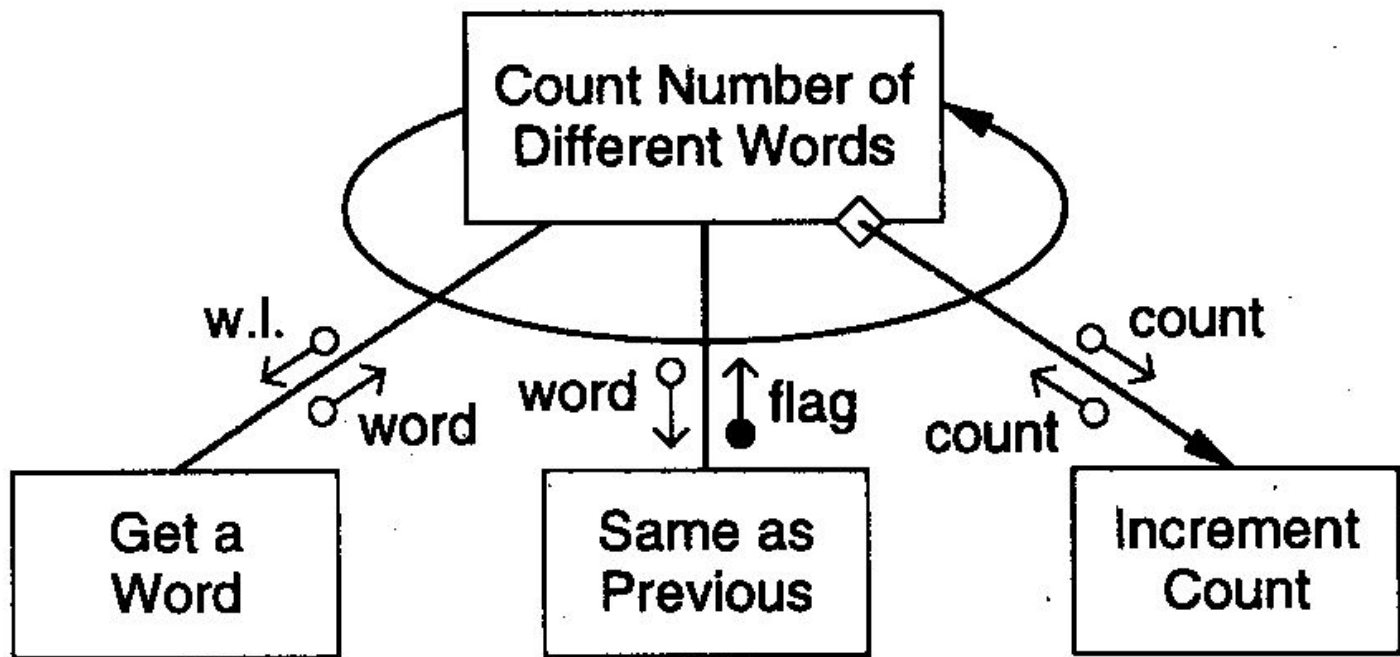 Count Number of
Different Words
w.l.
word
word
flag
count
count
Get a
Word
Same as
Previous
Increment
Count